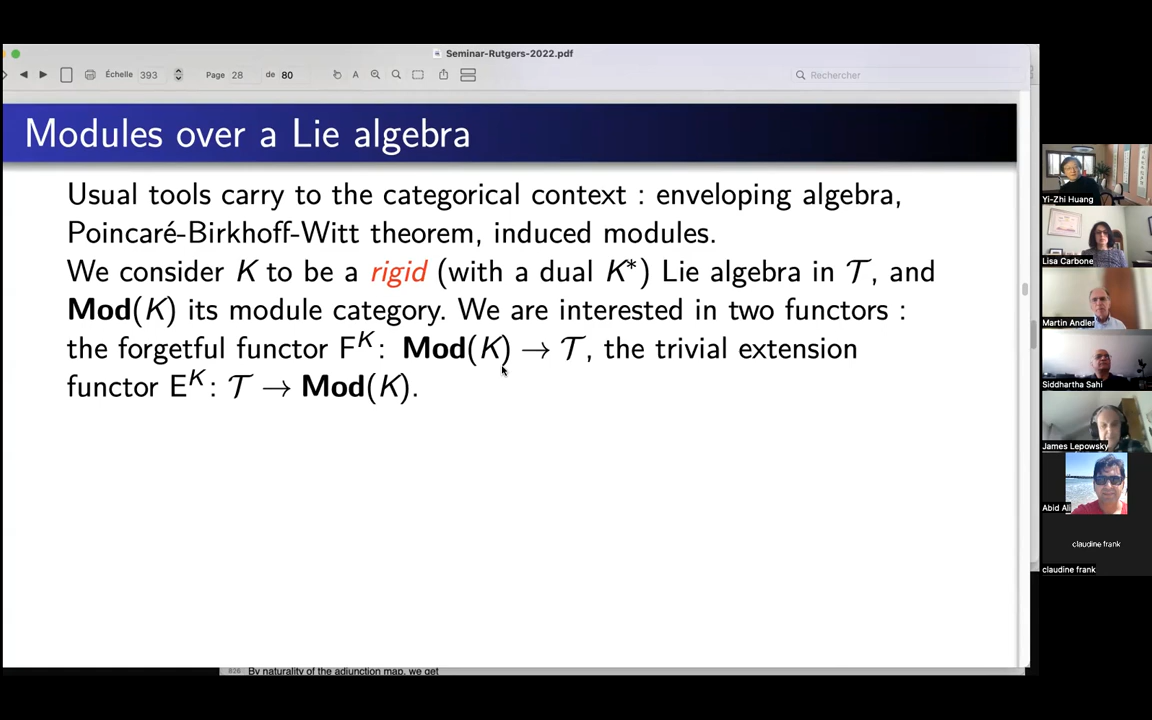 Seminar-Rutgers-2022.pdf
Échelle 393 Page 28 de 80 Rechercher
Modules over a Lie algebra
Usual tools carry to the categorical context : enveloping algebra,
Poincaré-Birkhoff-Witt theorem, induced modules.
We consider K to be a rigid (with a dual K*) Lie algebra in 𝒯, and
Mod(K) its module category. We are interested in two functors :
the forgetful functor F^K : Mod(K) → 𝒯, the trivial extension
functor E^K : 𝒯 → Mod(K).
By naturality of the adjunction map, we get
Yi-Zhi Huang
Lisa Carbone
Martin Andler
Siddhartha Sahi
James Lepowsky
Abid Ali
claudine frank
claudine frank